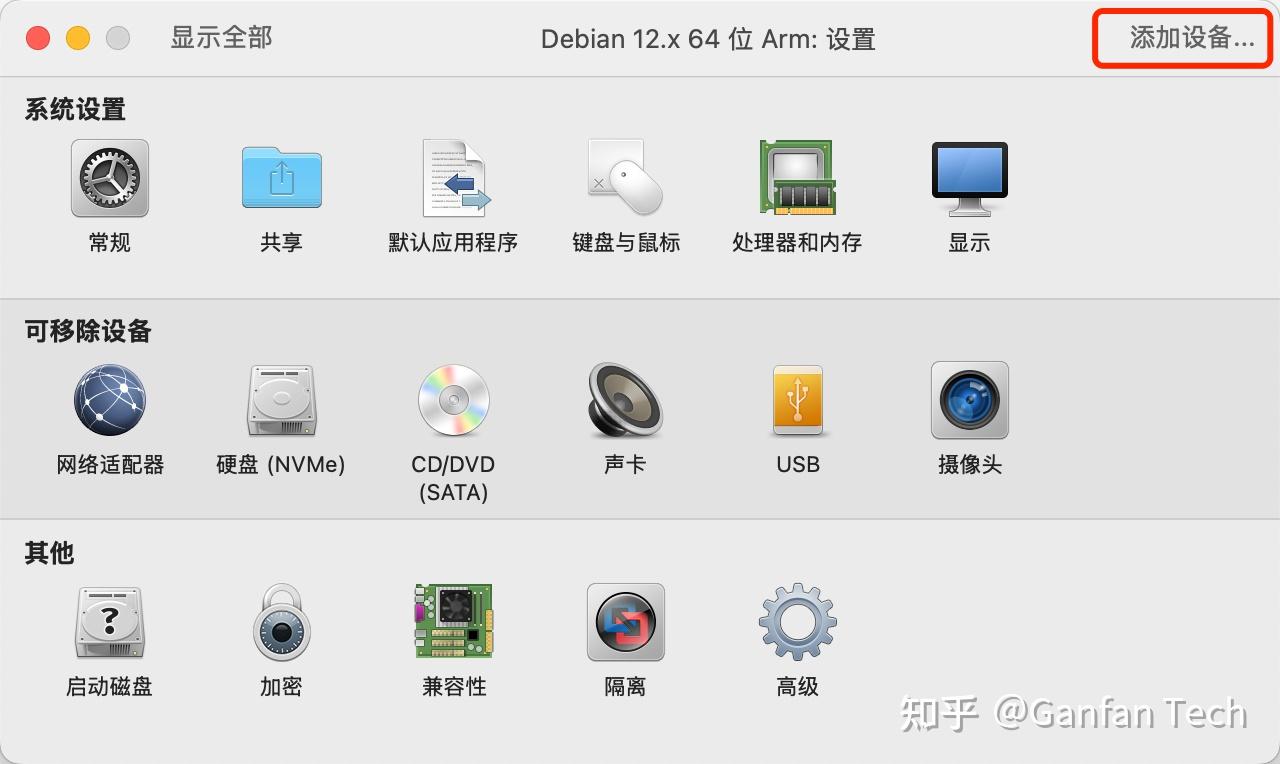 显示全部
Debian 12.x 64 位 Arm: 设置
添加设备...
系统设置
常规
共享
默认应用程序
键盘与鼠标
处理器和内存
显示
可移除设备
网络适配器
硬盘 (NVMe)
CD/DVD
(SATA)
声卡
USB
摄像头
其他
?
启动磁盘
加密
兼容性
隔离
高级
知乎 @Ganfan Tech